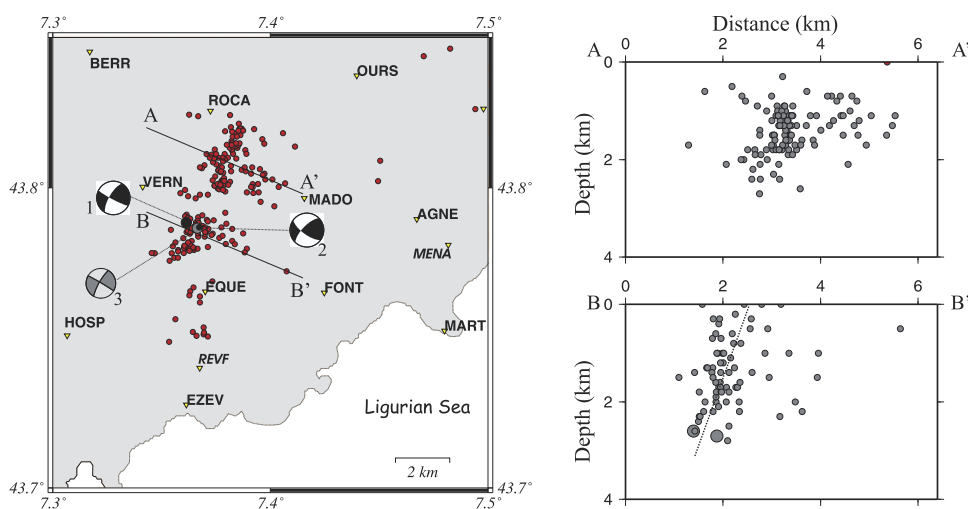 7.3˚ 7.4˚ 7.5˚
BERR
OURS
ROCA
A
43.8˚ 43.8˚
VERN
A'
MADO
1
B
AGNE
2
MENA
3
EQUE
B'
FONT
HOSP
MART
REVF
EZEV
Ligurian Sea
2 km
43.7˚ 43.7˚
7.3˚ 7.4˚ 7.5˚
Distance (km)
A 0 2 4 6 A'
0
Depth (km)
2
4
B 0 2 4 6 B'
0
Depth (km)
2
4